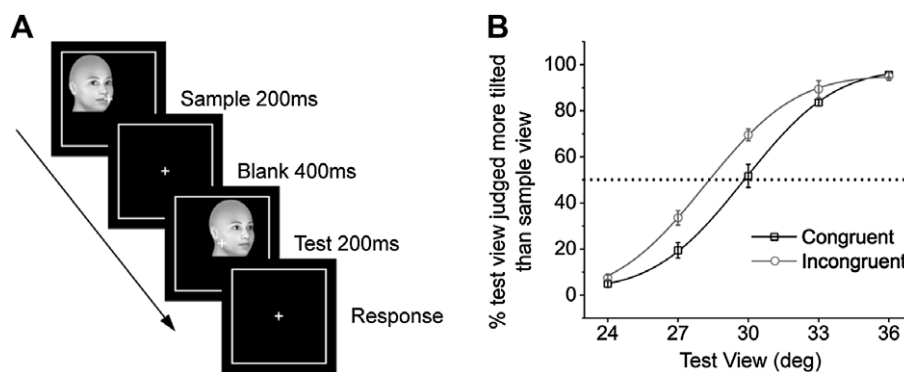 A
Sample 200ms
Blank 400ms
Test 200ms
Response
B
% test view judged more tilted
than sample view
100
80
60
40
20
0
Congruent
Incongruent
24 27 30 33 36
Test View (deg)